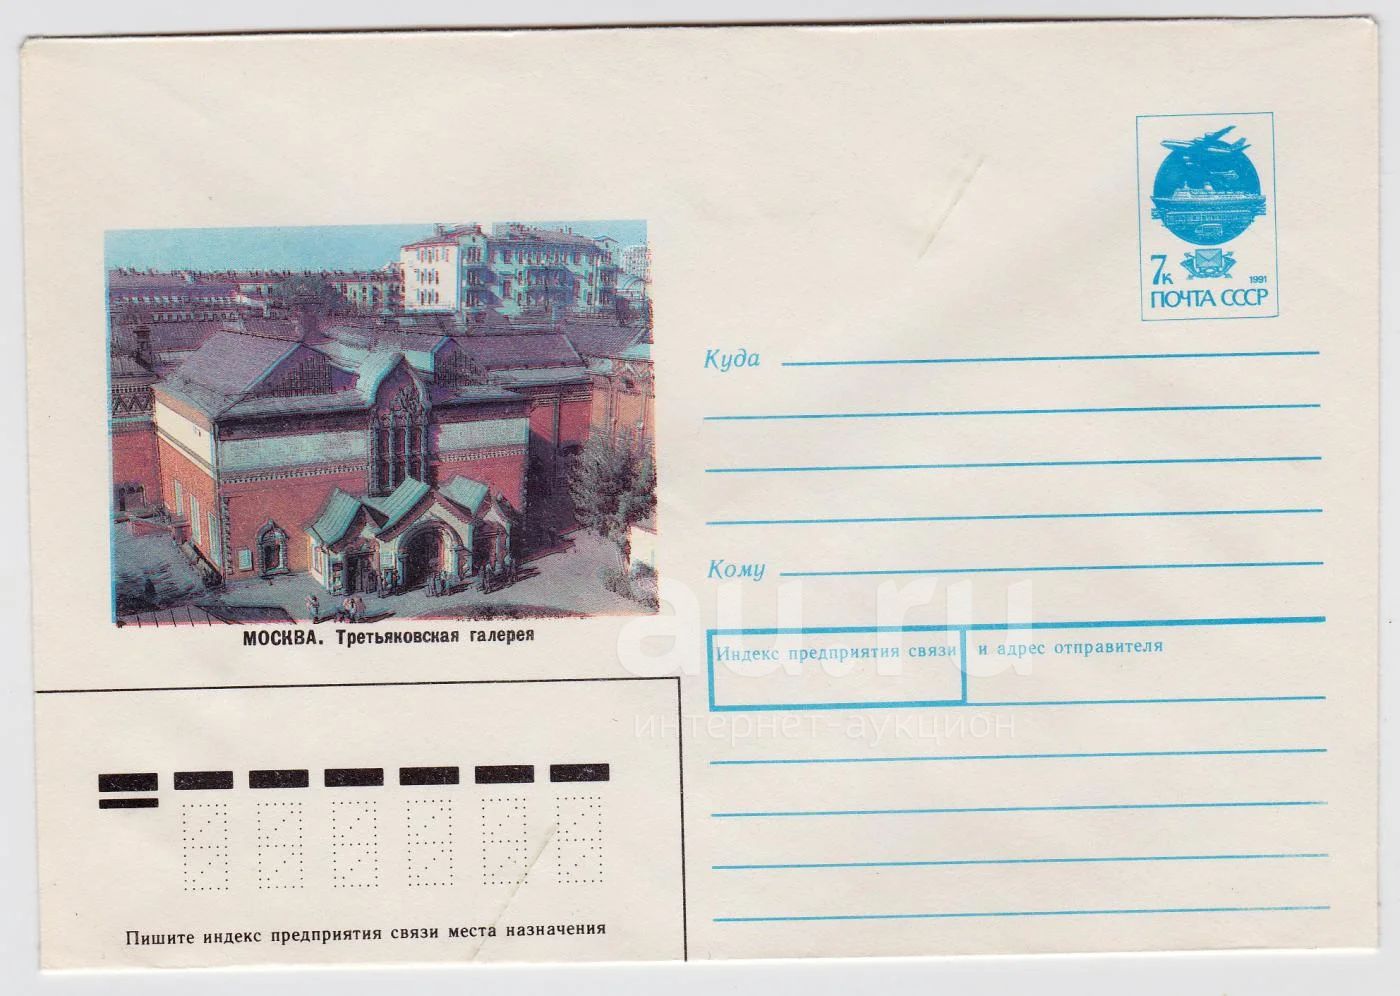 7к
1991
ПОЧТА СССР
Куда
Кому
МОСКВА. Третьяковская галерея
Индекс предприятия связи и адрес отправителя
au.ru
интернет-аукцион
Пишите индекс предприятия связи места назначения